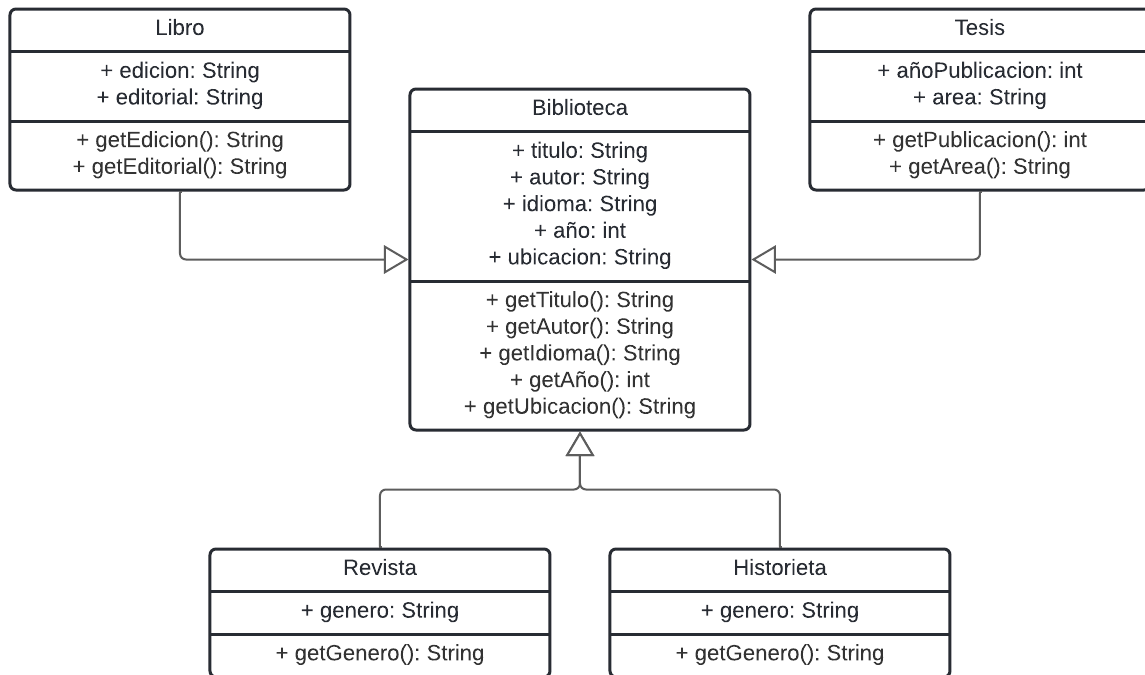 Libro
+ edicion: String
+ editorial: String
+ getEdicion(): String
+ getEditorial(): String
Tesis
+ añoPublicacion: int
+ area: String
+ getPublicacion(): int
+ getArea(): String
Biblioteca
+ titulo: String
+ autor: String
+ idioma: String
+ año: int
+ ubicacion: String
+ getTitulo(): String
+ getAutor(): String
+ getIdioma(): String
+ getAño(): int
+ getUbicacion(): String
Revista
+ genero: String
+ getGenero(): String
Historieta
+ genero: String
+ getGenero(): String